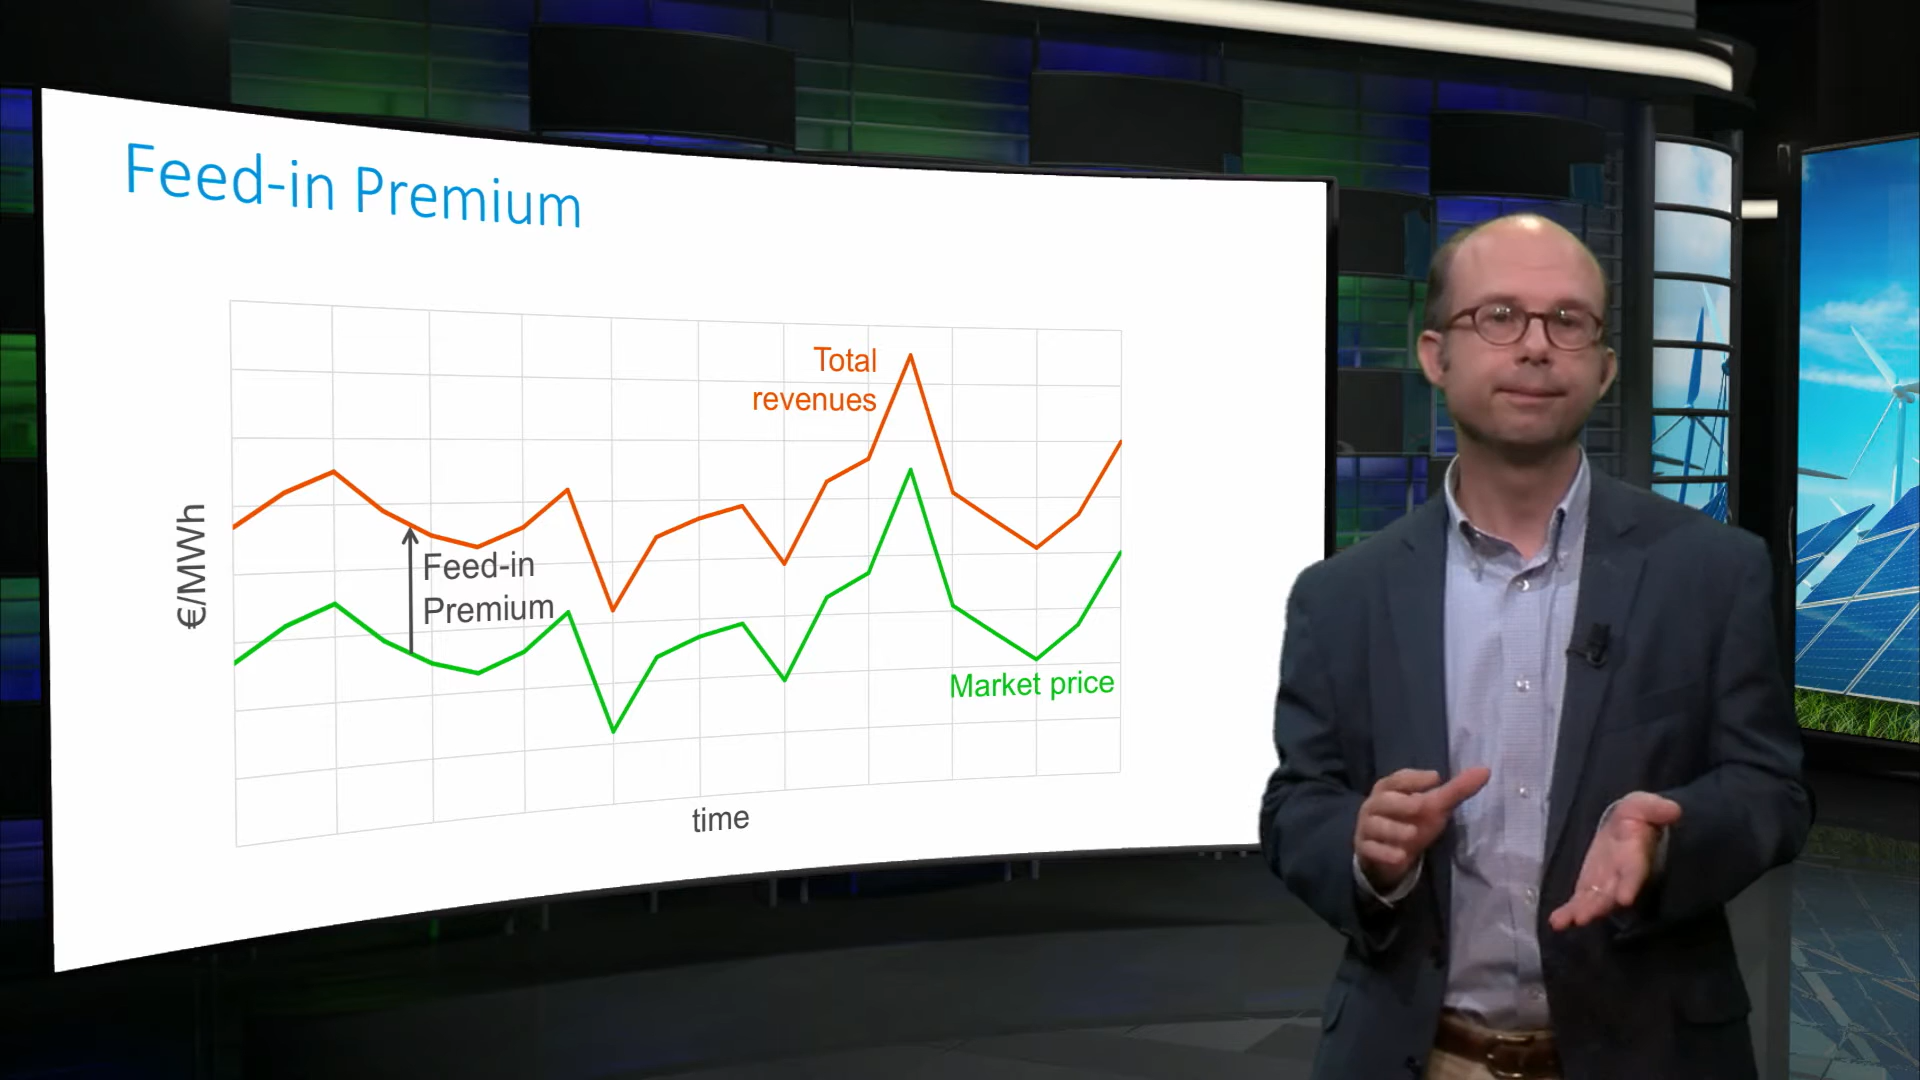 Feed-in Premium
Total
revenues
Feed-in
Premium
€/MWh
Market price
time